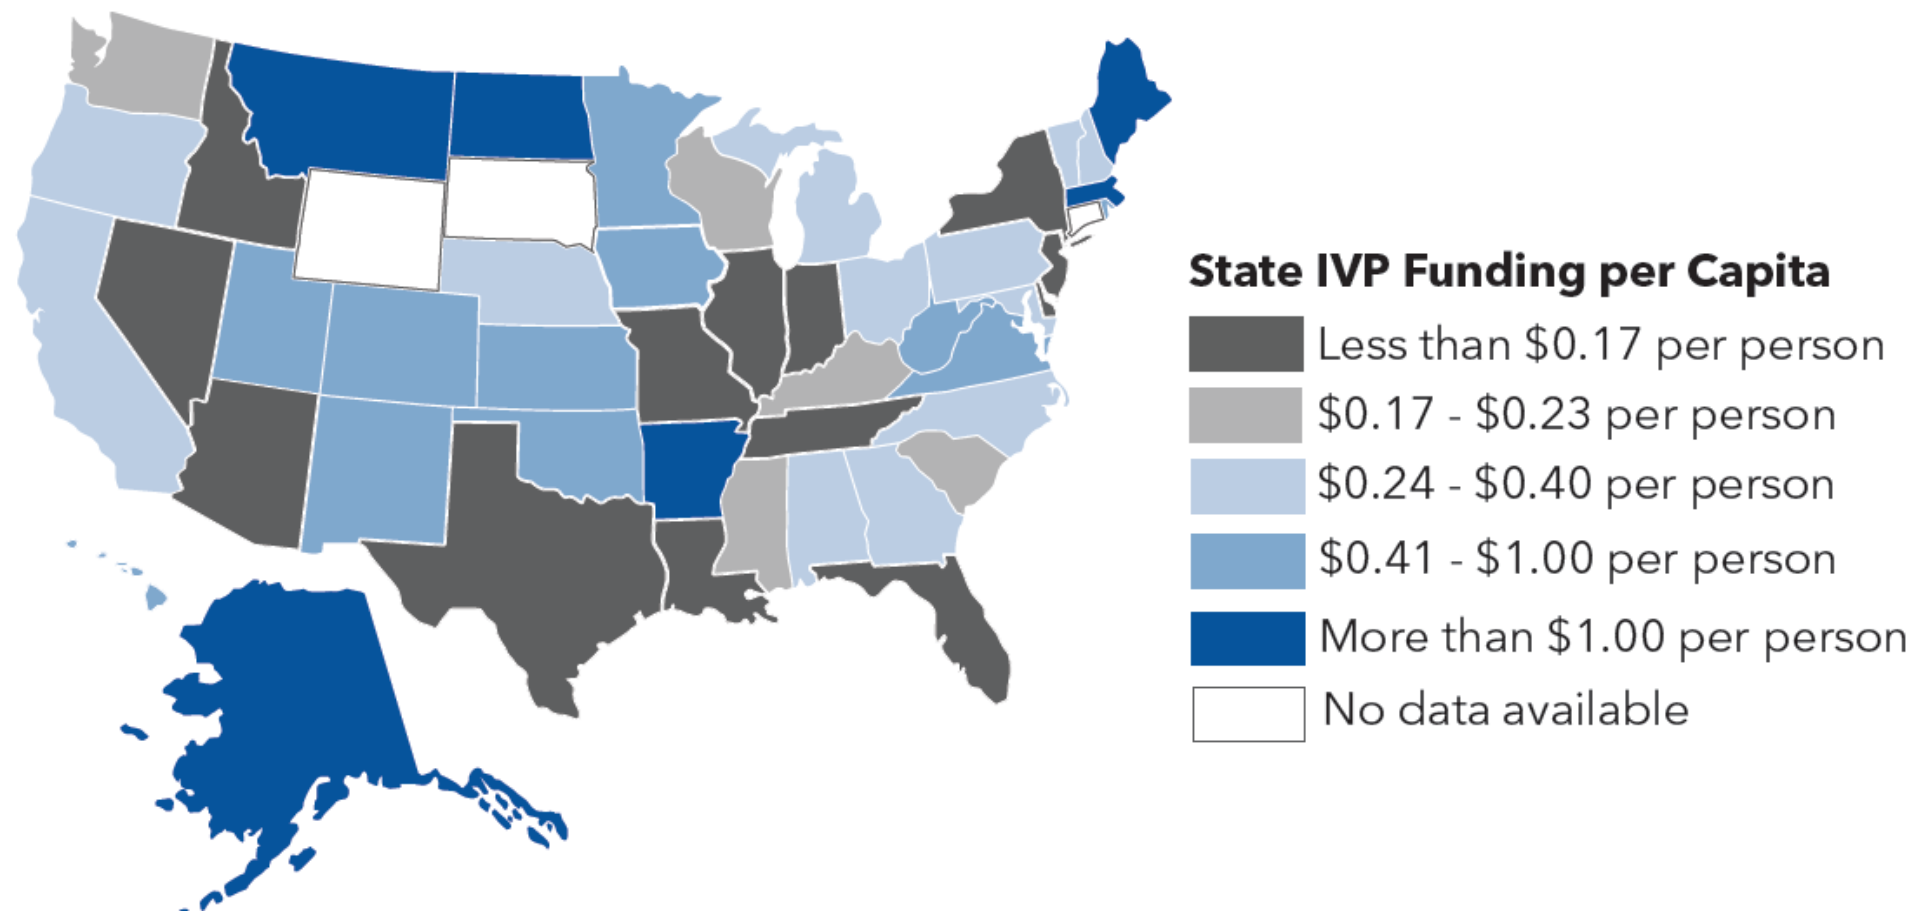 State IVP Funding per Capita
Less than $0.17 per person
$0.17 - $0.23 per person
$0.24 - $0.40 per person
$0.41 - $1.00 per person
More than $1.00 per person
No data available